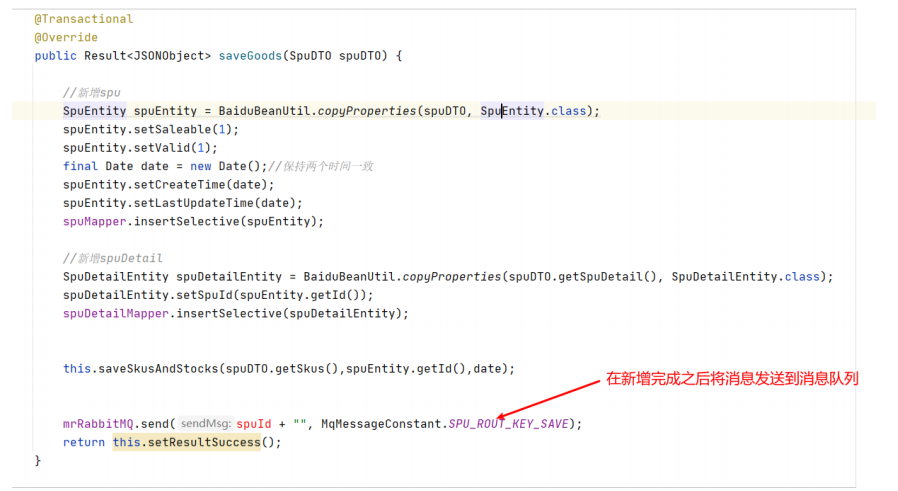 @Transactional
@Override
public Result<JSONObject> saveGoods(SpuDTO spuDTO) {
//新增spu
SpuEntity spuEntity = BaiduBeanUtil.copyProperties(spuDTO, SpuEntity.class);
spuEntity.setSaleable(1);
spuEntity.setValid(1);
final Date date = new Date();//保持两个时间一致
spuEntity.setCreateTime(date);
spuEntity.setLastUpdateTime(date);
spuMapper.insertSelective(spuEntity);
//新增spuDetail
SpuDetailEntity spuDetailEntity = BaiduBeanUtil.copyProperties(spuDTO.getSpuDetail(), SpuDetailEntity.class);
spuDetailEntity.setSpuId(spuEntity.getId());
spuDetailMapper.insertSelective(spuDetailEntity);
this.saveSkusAndStocks(spuDTO.getSkus(),spuEntity.getId(),date);
在新增完成之后将消息发送到消息队列
mrRabbitMQ.send( sendMsg: spuId + "", MqMessageConstant.SPU_ROUT_KEY_SAVE);
return this.setResultSuccess();
}